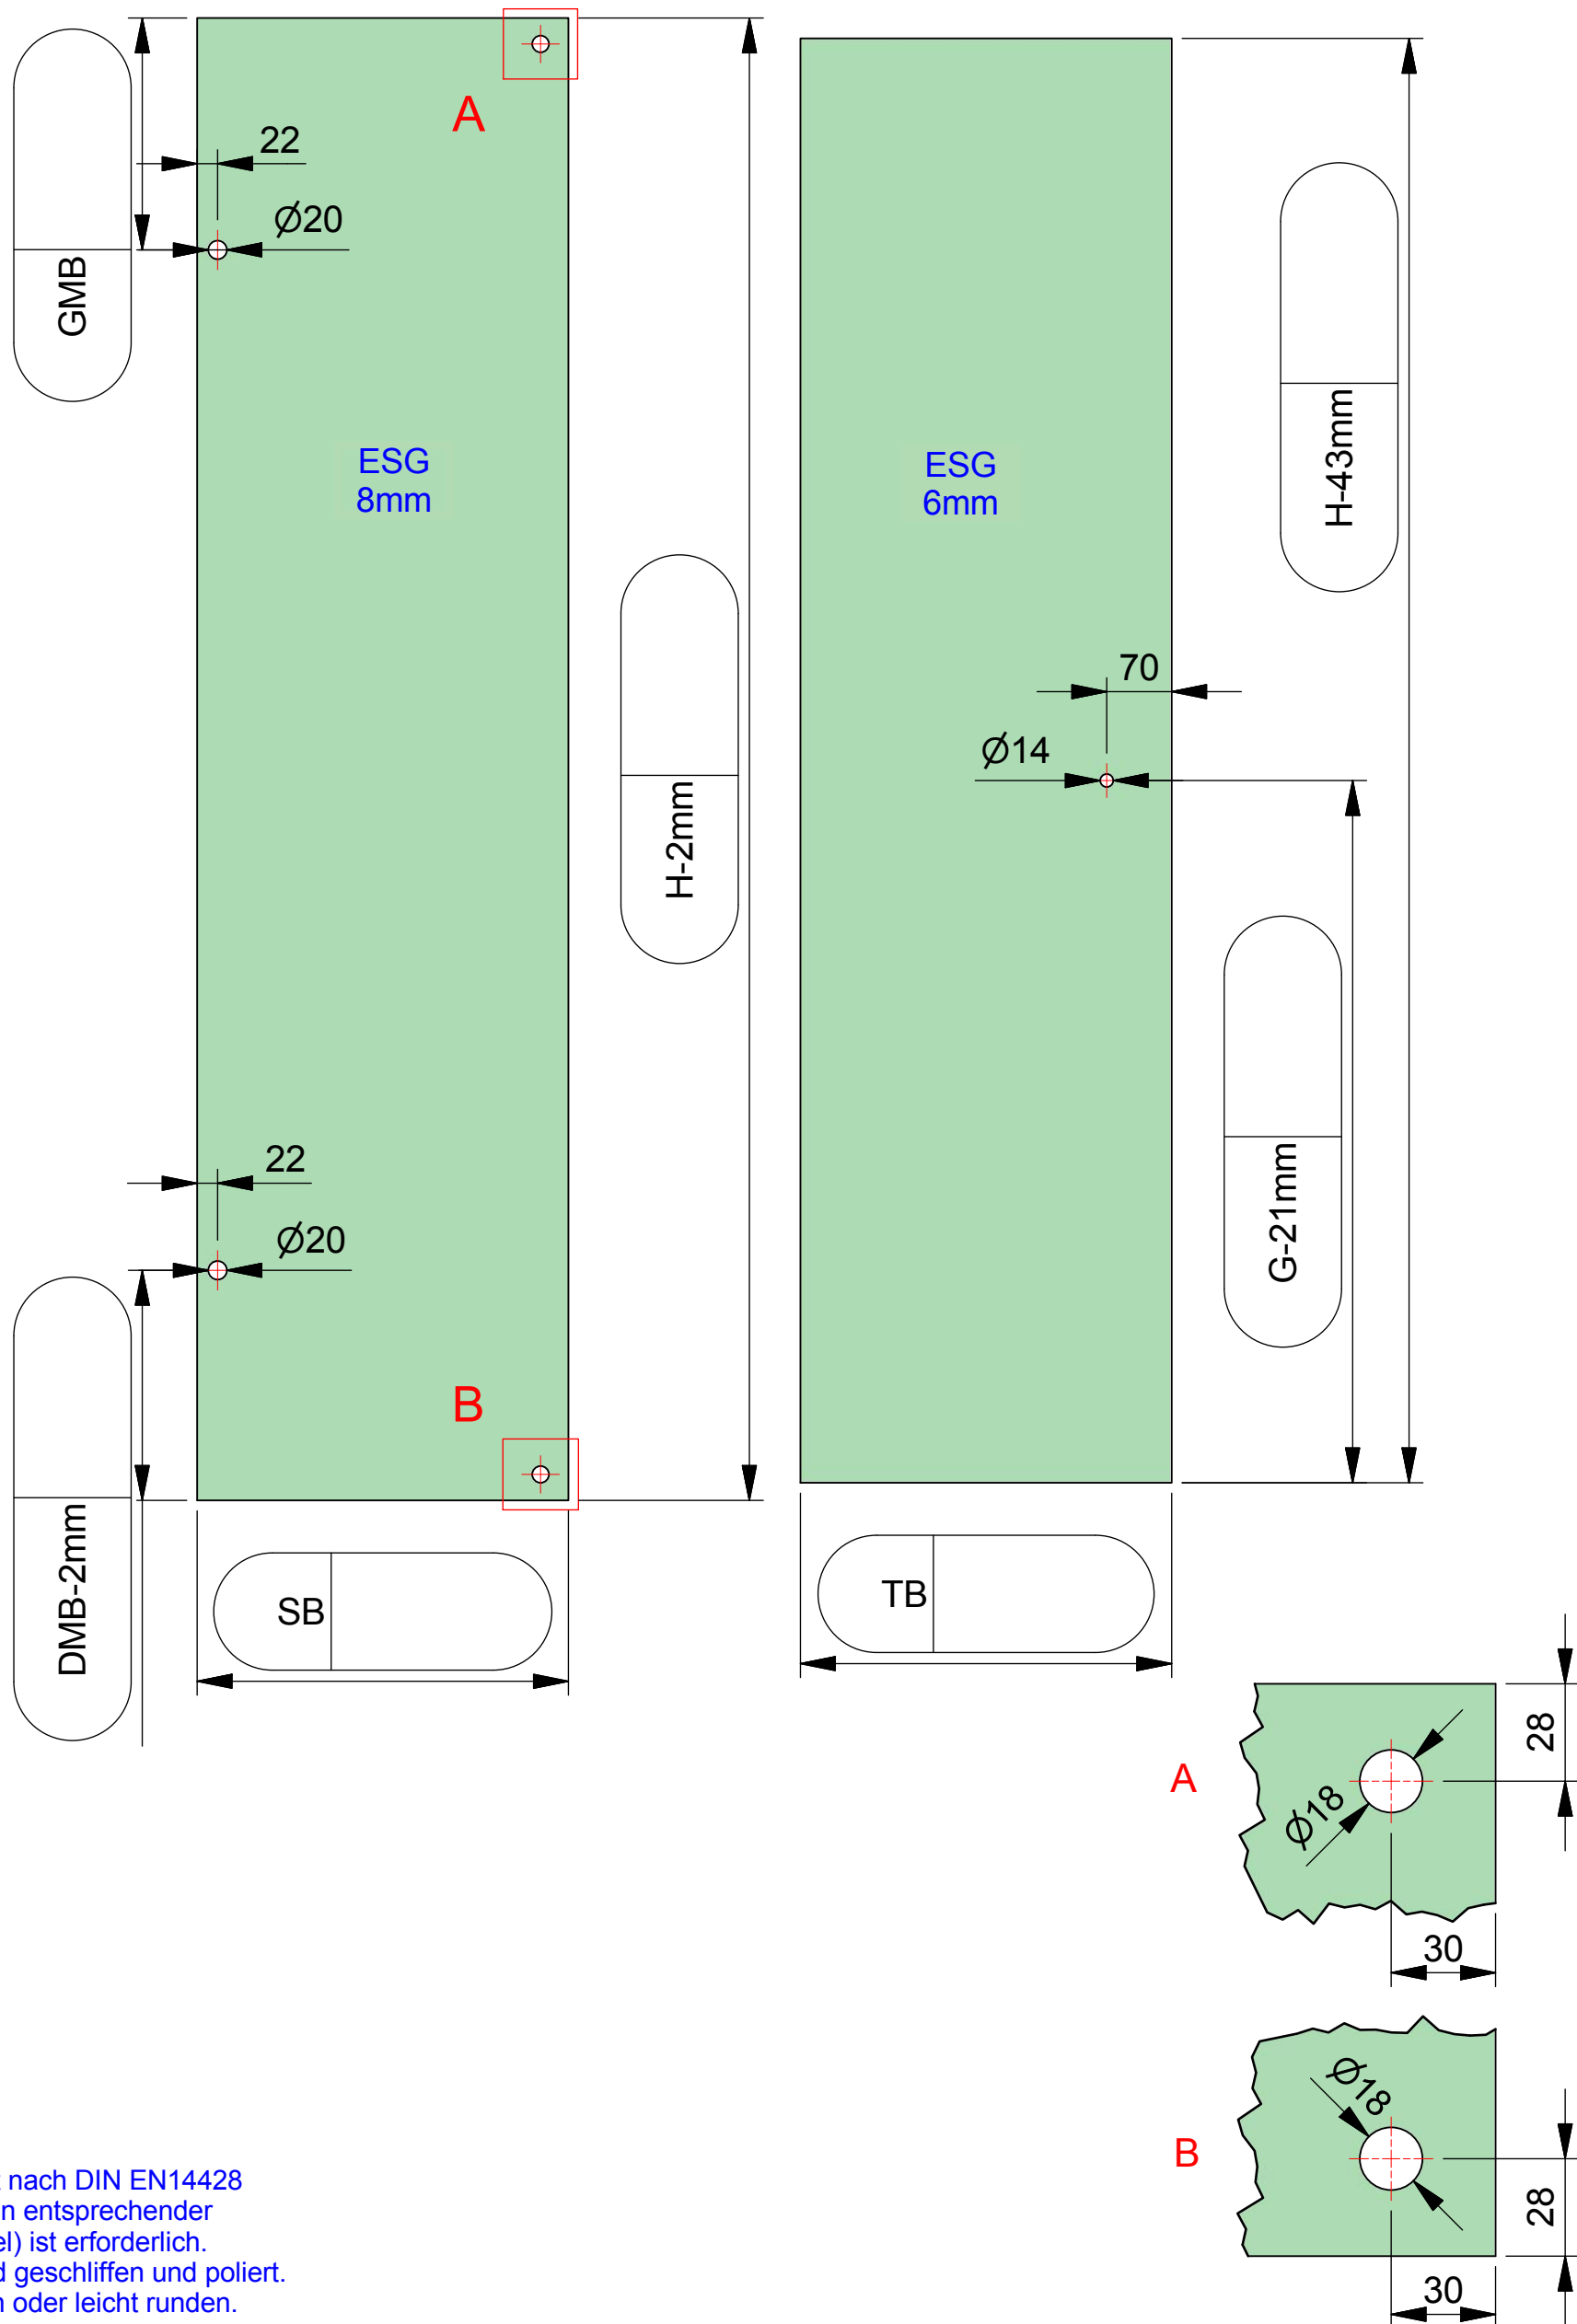 GMB
22
Ø20
A
ESG
8mm
H-2mm
22
Ø20
B
DMB-2mm
SB
ESG
6mm
H-43mm
70
Ø14
G-21mm
TB
A
Ø18
28
30
B
Ø18
28
30
nach DIN EN14428
entsprechender
ist erforderlich.
geschliffen und poliert.
oder leicht runden.